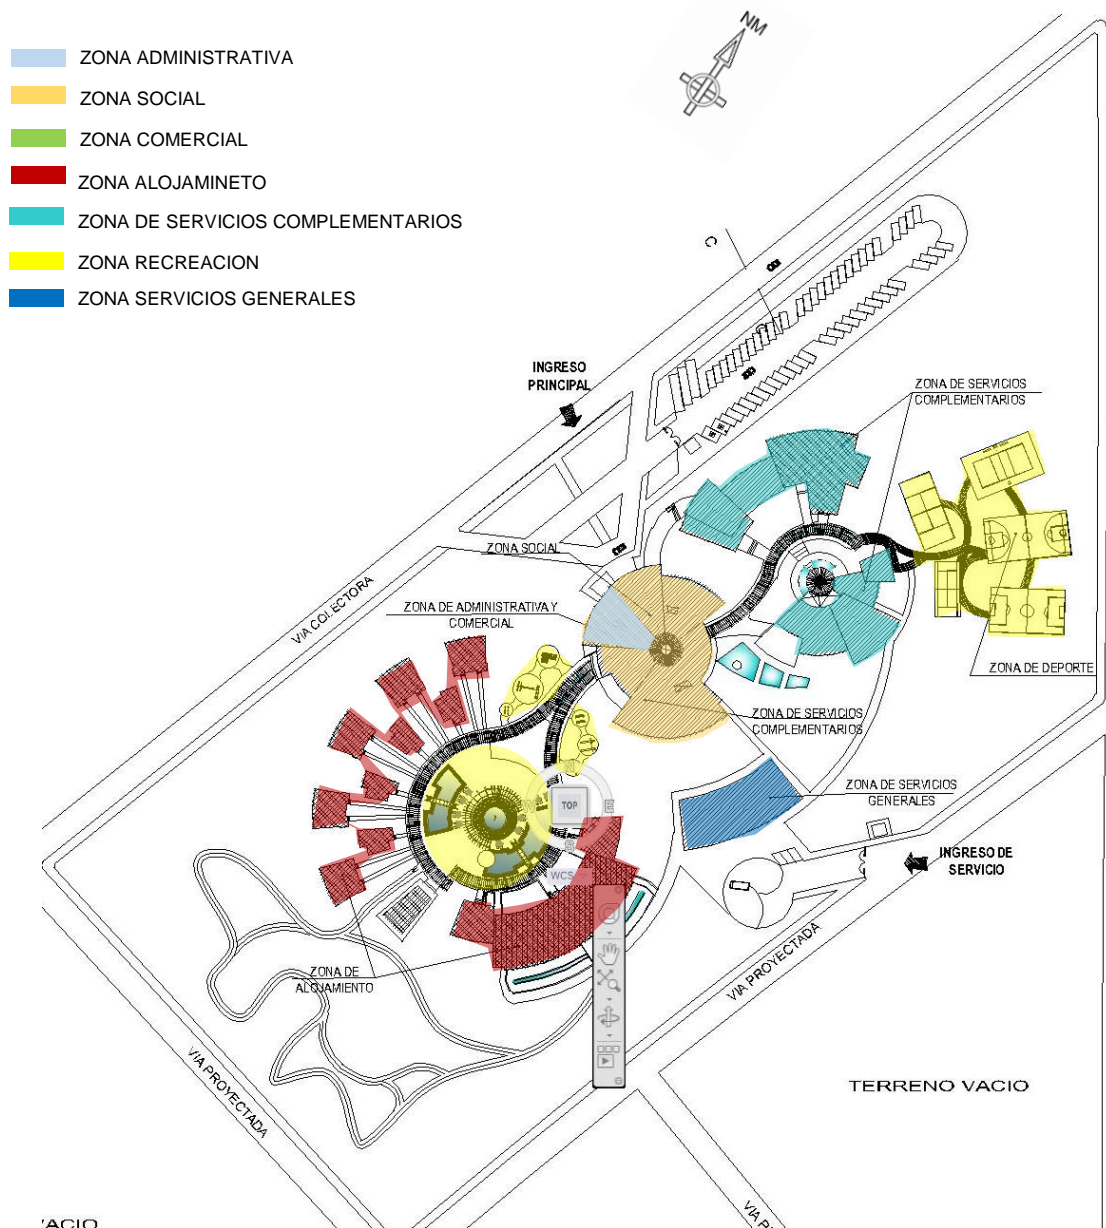 NM
ZONA ADMINISTRATIVA
ZONA SOCIAL
ZONA COMERCIAL
ZONA ALOJAMINETO
ZONA DE SERVICIOS COMPLEMENTARIOS
ZONA RECREACION
ZONA SERVICIOS GENERALES
C
INGRESO
PRINCIPAL
ZONA DE SERVICIOS
COMPLEMENTARIOS
ZONA SOCIAL
VIA COLECTORA
ZONA DE ADMINISTRATIVA Y
COMERCIAL
ZONA DE DEPORTE
ZONA DE SERVICIOS
COMPLEMENTARIOS
ZONA DE SERVICIOS
GENERALES
TOP
E
WCS
INGRESO DE
SERVICIO
ZONA DE
ALOJAMIENTO
VIA PROYECTADA
VIA PROYECTADA
TERRENO VACIO